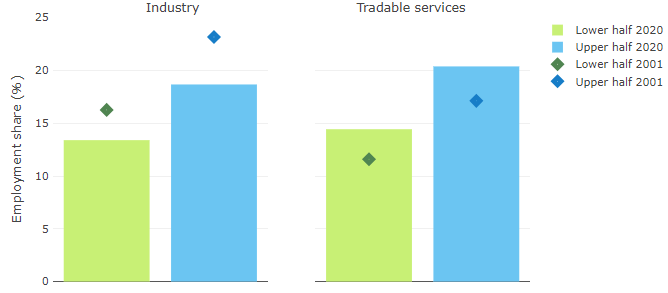 Industry
Tradable services
Employment share (%)
25
20
15
10
5
0
Lower half 2020
Upper half 2020
Lower half 2001
Upper half 2001